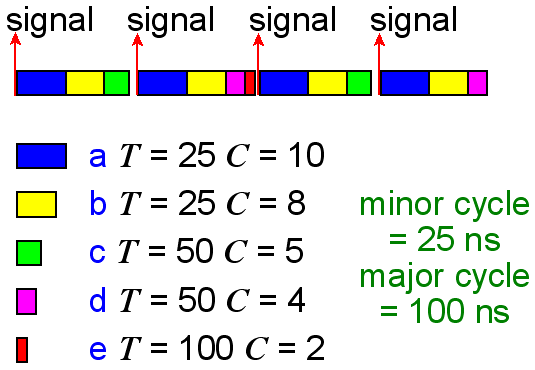 signal signal signal signal
a T = 25 C = 10
b T = 25 C = 8
c T = 50 C = 5
d T = 50 C = 4
e T = 100 C = 2
minor cycle
= 25 ns
major cycle
= 100 ns